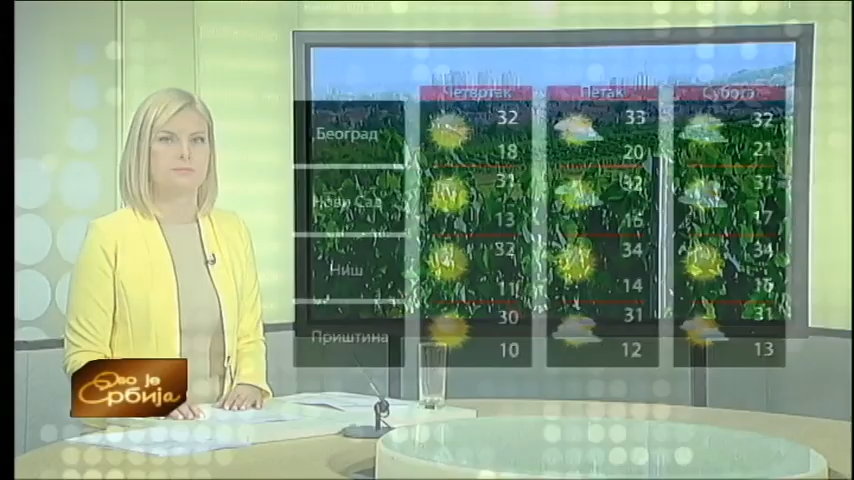 Четвртак Петак Субота
Београд 32 33 32
18 20 21
Нови Сад 31 32 31
13 15 17
Ниш 32 34 34
11 14 15
Приштина 30 31 31
10 12 13
Ово је
Србија